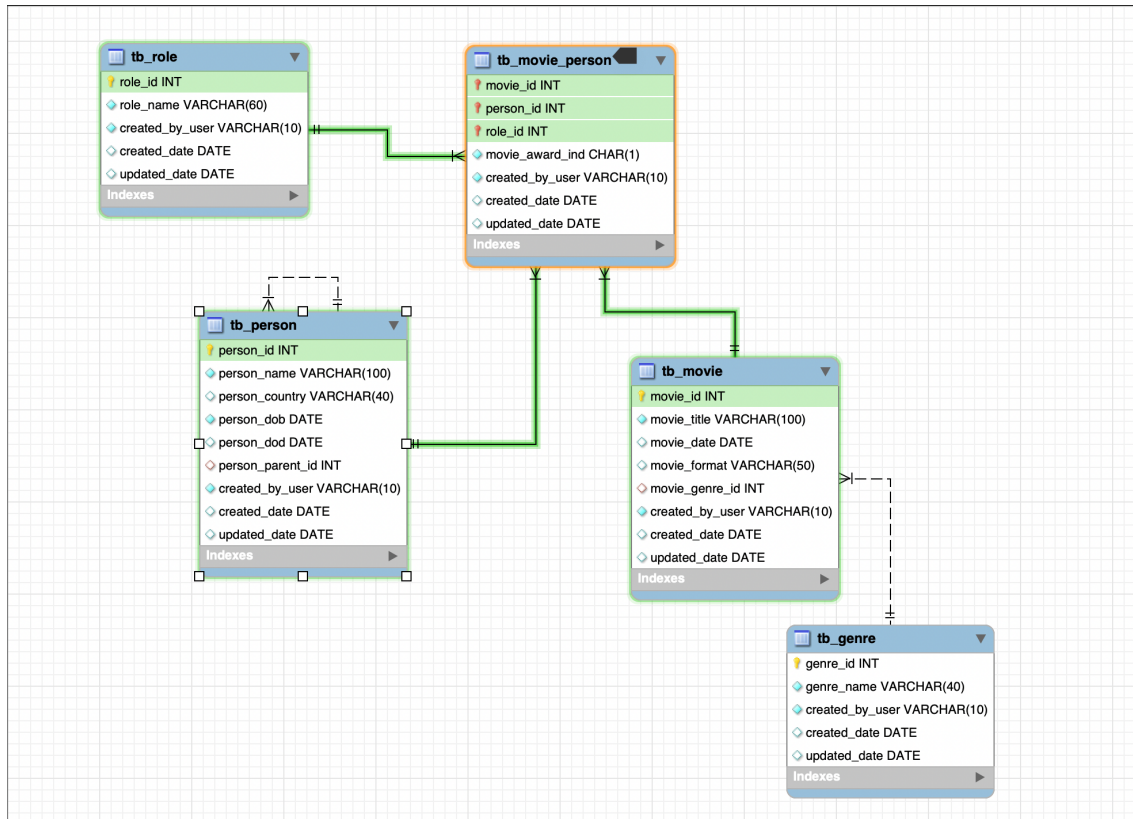 tb_role
role_id INT
role_name VARCHAR(60)
created_by_user VARCHAR(10)
created_date DATE
updated_date DATE
Indexes
tb_movie_person
movie_id INT
person_id INT
role_id INT
movie_award_ind CHAR(1)
created_by_user VARCHAR(10)
created_date DATE
updated_date DATE
Indexes
tb_person
person_id INT
person_name VARCHAR(100)
person_country VARCHAR(40)
person_dob DATE
person_dod DATE
person_parent_id INT
created_by_user VARCHAR(10)
created_date DATE
updated_date DATE
Indexes
tb_movie
movie_id INT
movie_title VARCHAR(100)
movie_date DATE
movie_format VARCHAR(50)
movie_genre_id INT
created_by_user VARCHAR(10)
created_date DATE
updated_date DATE
Indexes
tb_genre
genre_id INT
genre_name VARCHAR(40)
created_by_user VARCHAR(10)
created_date DATE
updated_date DATE
Indexes